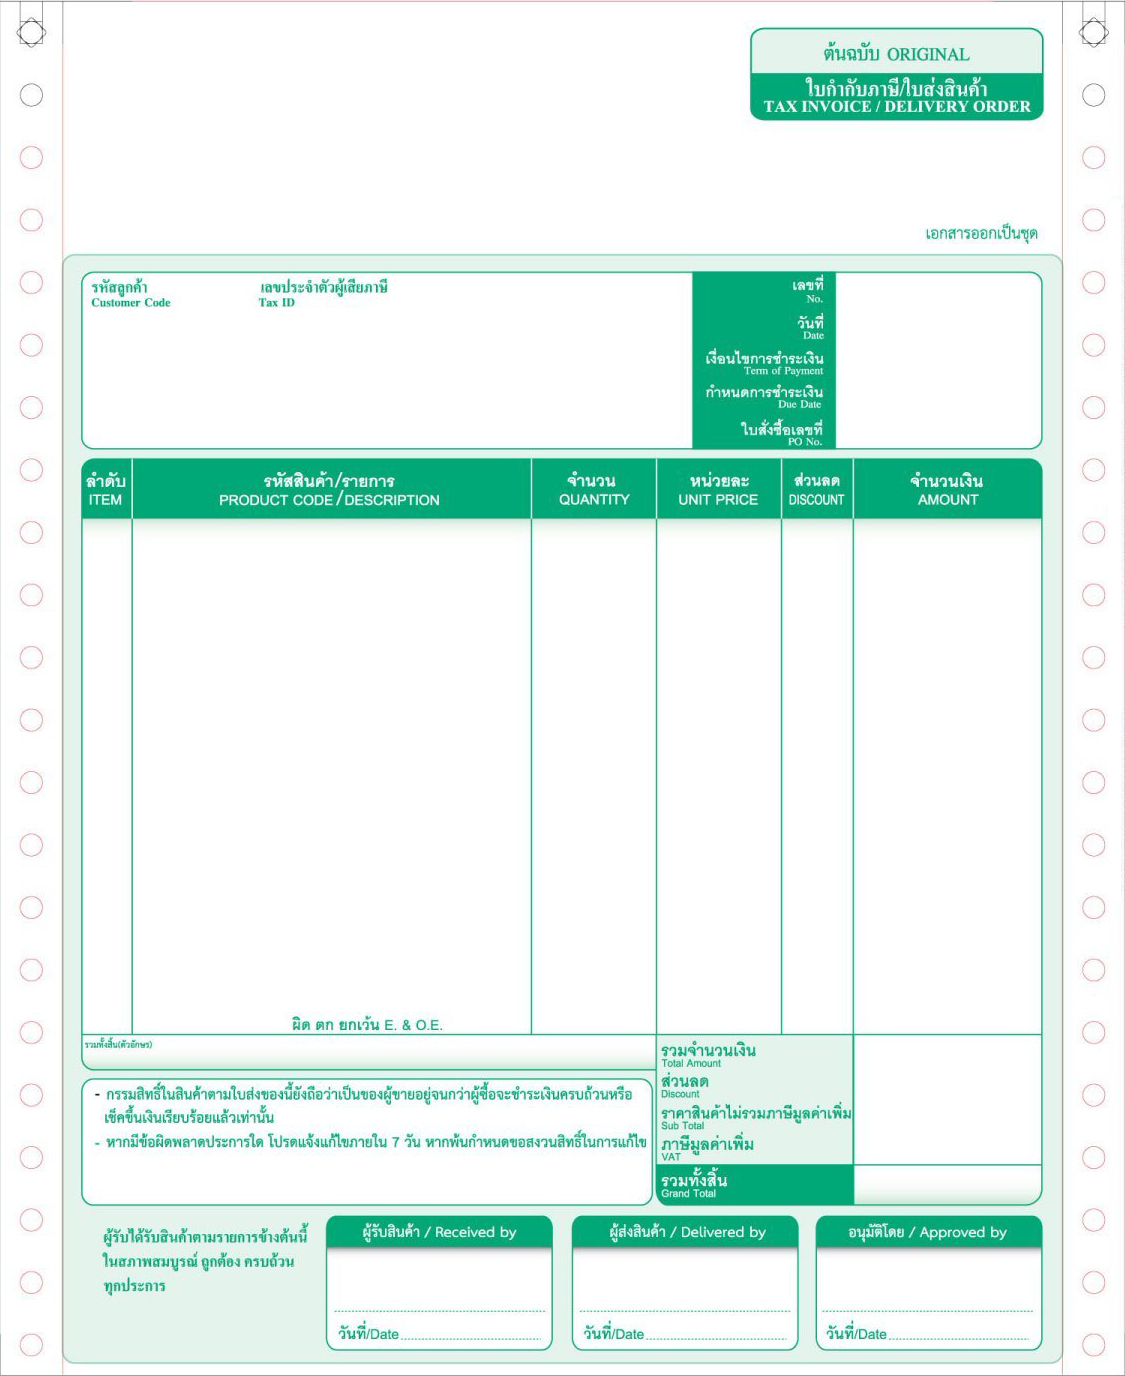 ต้นฉบับ ORIGINAL
ใบกำกับภาษี/ใบส่งสินค้า
TAX INVOICE / DELIVERY ORDER
เอกสารออกเป็นชุด
รหัสลูกค้า
Customer Code
เลขประจำตัวผู้เสียภาษี
Tax ID
เลขที่
No.
วันที่
Date
เงื่อนไขการชำระเงิน
Term of Payment
กำหนดการชำระเงิน
Due Date
ใบสั่งซื้อเลขที่
PO No.
ลำดับ
ITEM
รหัสสินค้า/รายการ
PRODUCT CODE/DESCRIPTION
จำนวน
QUANTITY
หน่วยละ
UNIT PRICE
ส่วนลด
DISCOUNT
จำนวนเงิน
AMOUNT
ผิด ตก ยกเว้น E. & O.E.
รวมทั้งสิ้น(ตัวอักษร)
รวมจำนวนเงิน
Total Amount
ส่วนลด
Discount
ราคาสินค้าไม่รวมภาษีมูลค่าเพิ่ม
Sub Total
ภาษีมูลค่าเพิ่ม
VAT
รวมทั้งสิ้น
Grand Total
- กรรมสิทธิ์ในสินค้าตามใบส่งของนี้ยังถือว่าเป็นของผู้ขายอยู่จนกว่าผู้ซื้อจะชำระเงินครบถ้วนหรือ
เช็คขึ้นเงินเรียบร้อยแล้วเท่านั้น
- หากมีข้อผิดพลาดประการใด โปรดแจ้งแก้ไขภายใน 7 วัน หากพ้นกำหนดขอสงวนสิทธิ์ในการแก้ไข
ผู้รับได้รับสินค้าตามรายการข้างต้นนี้
ในสภาพสมบูรณ์ ถูกต้อง ครบถ้วน
ทุกประการ
ผู้รับสินค้า / Received by
วันที่/Date
ผู้ส่งสินค้า / Delivered by
วันที่/Date
อนุมัติโดย / Approved by
วันที่/Date